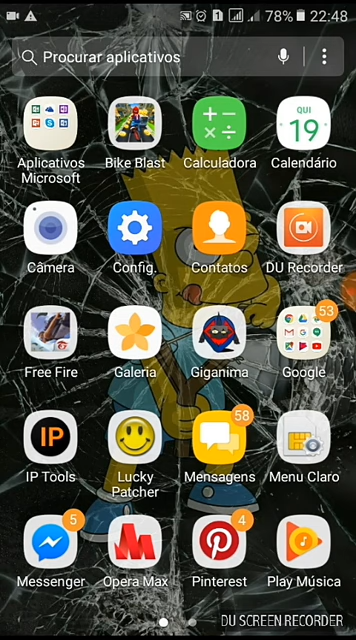 78% 22:48
Procurar aplicativos
QUI
19
Aplicativos Microsoft
Bike Blast
Calculadora
Calendário
Câmera
Config.
Contatos
DU Recorder
53
Free Fire
Galeria
Giganima
Google
IP
58
IP Tools
Lucky Patcher
Mensagens
Menu Claro
5
4
Messenger
Opera Max
Pinterest
Play Música
DU SCREEN RECORDER